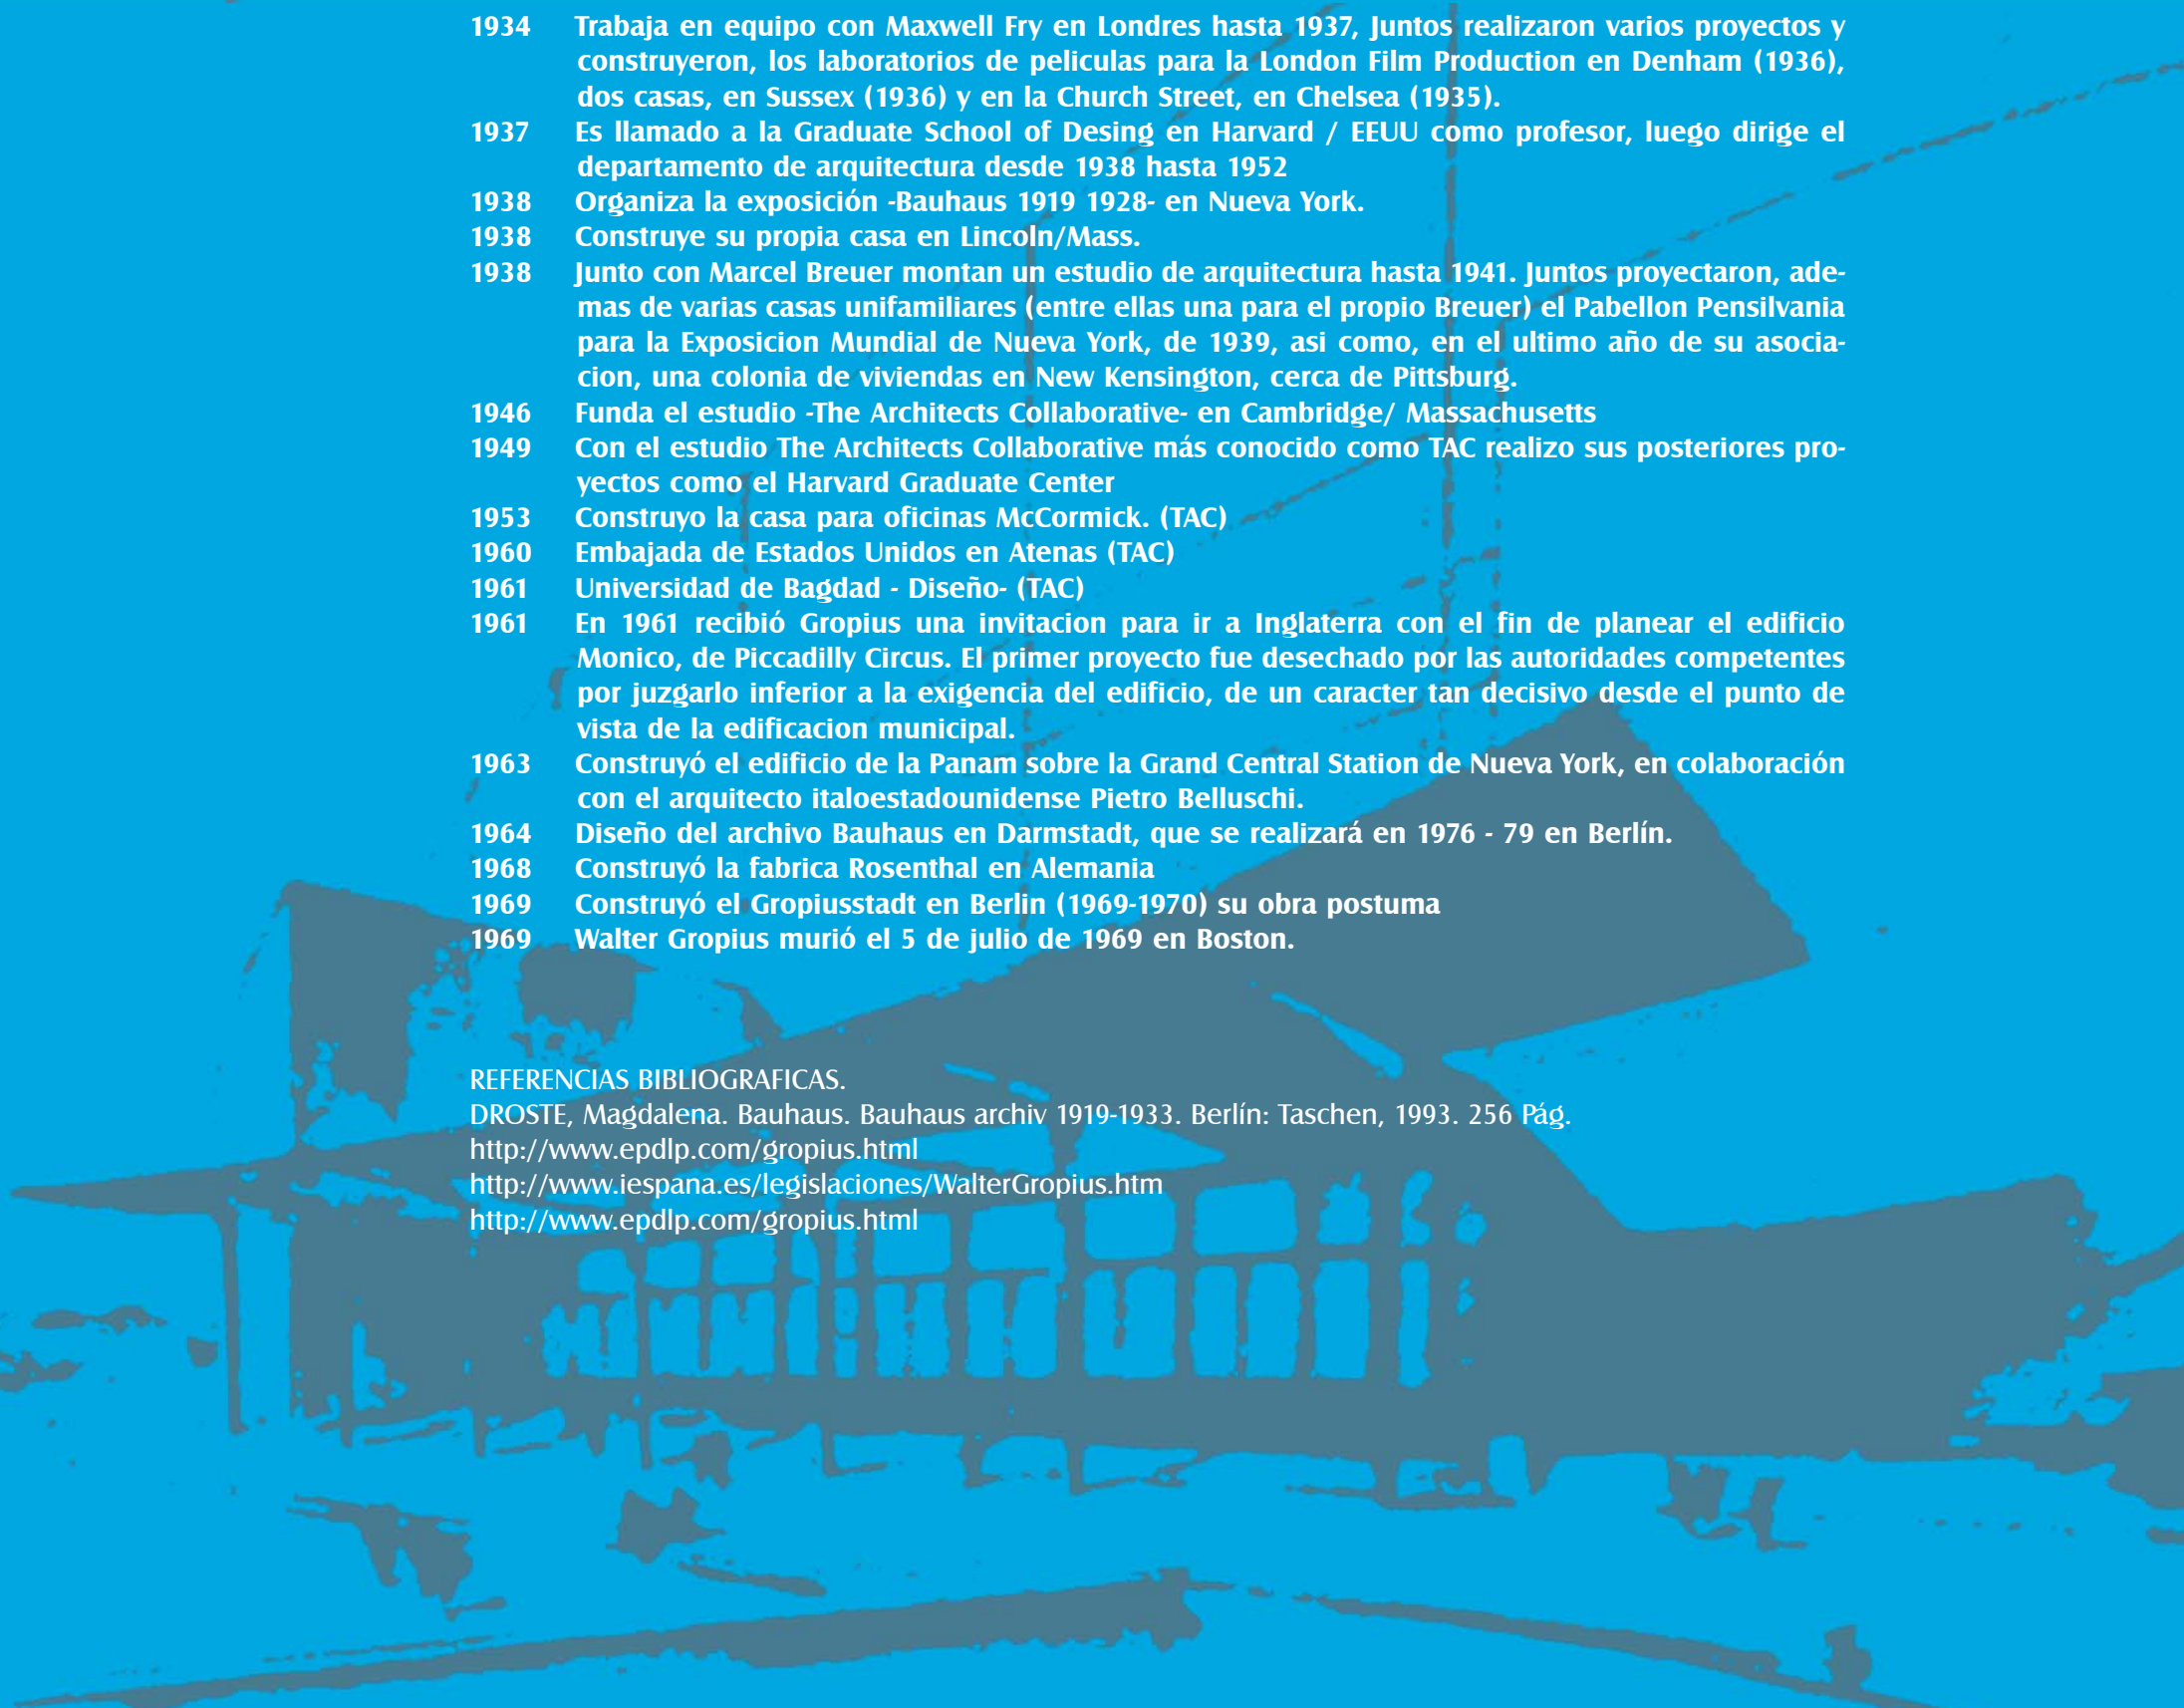 1934 Trabaja en equipo con Maxwell Fry en Londres hasta 1937, Juntos realizaron varios proyectos y
construyeron, los laboratorios de peliculas para la London Film Production en Denham (1936),
dos casas, en Sussex (1936) y en la Church Street, en Chelsea (1935).
1937 Es llamado a la Graduate School of Desing en Harvard / EEUU como profesor, luego dirige el
departamento de arquitectura desde 1938 hasta 1952
1938 Organiza la exposición -Bauhaus 1919 1928- en Nueva York.
1938 Construye su propia casa en Lincoln/Mass.
1938 Junto con Marcel Breuer montan un estudio de arquitectura hasta 1941. Juntos proyectaron, ade-
mas de varias casas unifamiliares (entre ellas una para el propio Breuer) el Pabellon Pensilvania
para la Exposicion Mundial de Nueva York, de 1939, asi como, en el ultimo año de su asocia-
cion, una colonia de viviendas en New Kensington, cerca de Pittsburg.
1946 Funda el estudio -The Architects Collaborative- en Cambridge/ Massachusetts
1949 Con el estudio The Architects Collaborative más conocido como TAC realizo sus posteriores pro-
yectos como el Harvard Graduate Center
1953 Construyo la casa para oficinas McCormick. (TAC)
1960 Embajada de Estados Unidos en Atenas (TAC)
1961 Universidad de Bagdad - Diseño- (TAC)
1961 En 1961 recibió Gropius una invitacion para ir a Inglaterra con el fin de planear el edificio
Monico, de Piccadilly Circus. El primer proyecto fue desechado por las autoridades competentes
por juzgarlo inferior a la exigencia del edificio, de un caracter tan decisivo desde el punto de
vista de la edificacion municipal.
1963 Construyó el edificio de la Panam sobre la Grand Central Station de Nueva York, en colaboración
con el arquitecto italoestadounidense Pietro Belluschi.
1964 Diseño del archivo Bauhaus en Darmstadt, que se realizará en 1976 - 79 en Berlín.
1968 Construyó la fabrica Rosenthal en Alemania
1969 Construyó el Gropiusstadt en Berlin (1969-1970) su obra postuma
1969 Walter Gropius murió el 5 de julio de 1969 en Boston.
REFERENCIAS BIBLIOGRAFICAS.
DROSTE, Magdalena. Bauhaus. Bauhaus archiv 1919-1933. Berlín: Taschen, 1993. 256 Pág.
http://www.epdlp.com/gropius.html
http://www.iespana.es/legislaciones/WalterGropius.htm
http://www.epdlp.com/gropius.html